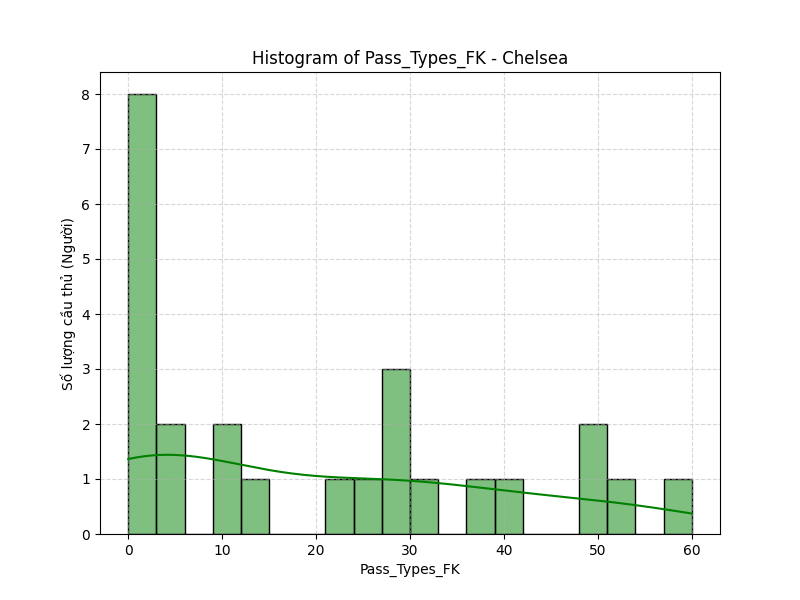 Histogram of Pass_Types_FK - Chelsea
Số lượng cầu thủ (Người)
8
7
6
5
4
3
2
1
0
0 10 20 30 40 50 60
Pass_Types_FK